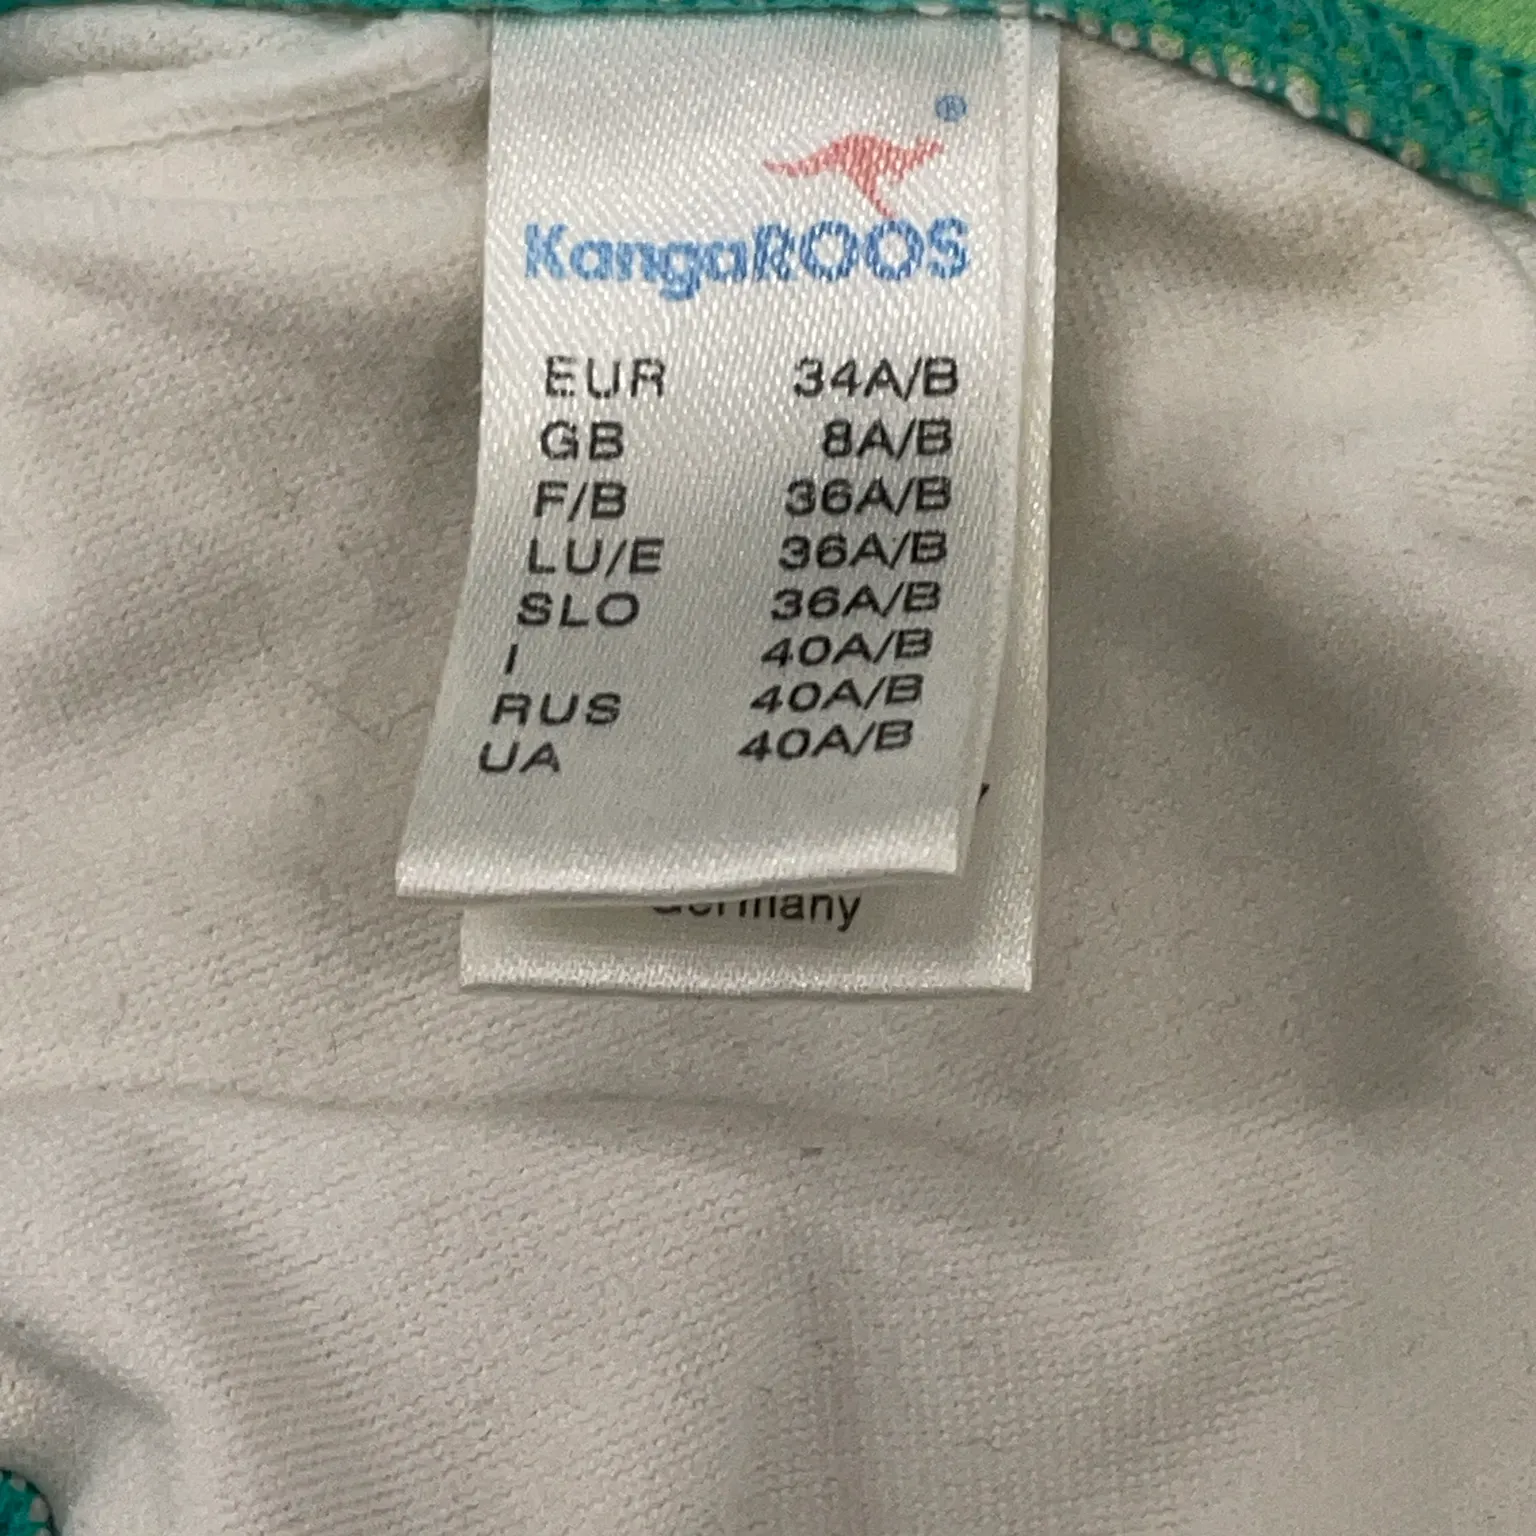 ®
KangaROOS
EUR 34A/B
GB 8A/B
F/B 36A/B
LU/E 36A/B
SLO 36A/B
I 40A/B
RUS 40A/B
UA 40A/B
Germany